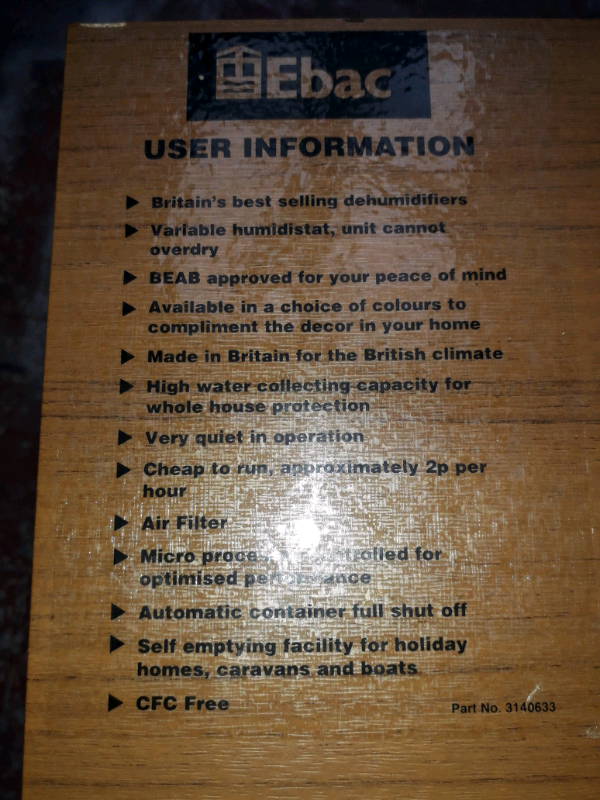 Ebac
USER INFORMATION
Britain's best selling dehumidifiers
Variable humidistat, unit cannot
overdry
BEAB approved for your peace of mind
Available in a choice of colours to
compliment the decor in your home
Made in Britain for the British climate
High water collecting capacity for
whole house protection
Very quiet in operation
Cheap to run, approximately 2p per
hour
Air Filter
Micro for
optimised
Automatic container full shut off
Self emptying facility for holiday
homes, caravans and boats
CFC Free
Part No. 3140633